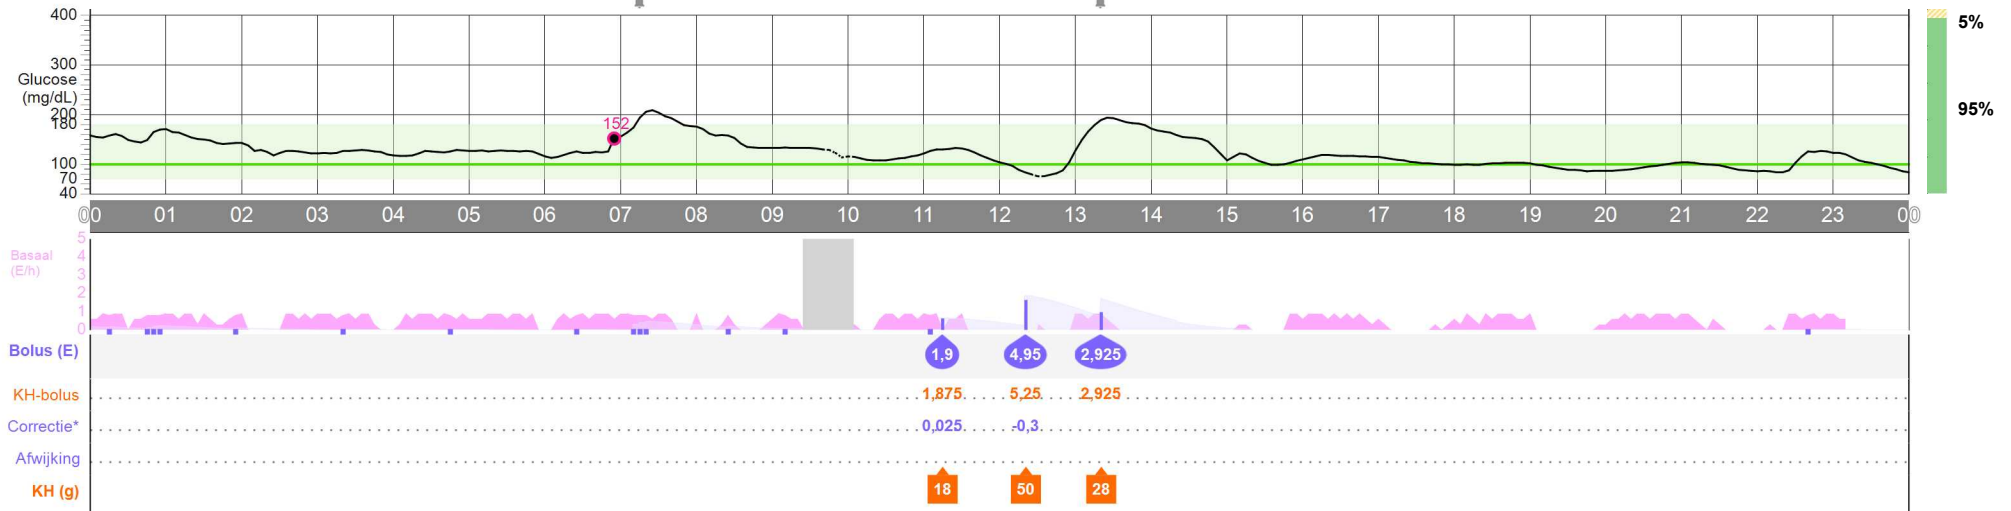 400
5%
300
Glucose
(mg/dL)
200
95%
180
152
100
70
40
00 01 02 03 04 05 06 07 08 09 10 11 12 13 14 15 16 17 18 19 20 21 22 23 00
5
Basaal
(E/h)
4
3
2
1
0
Bolus (E) 1,9 4,95 2,925
KH-bolus 1,875 5,25 2,925
Correctie* 0,025 -0,3
Afwijking
KH (g) 18 50 28